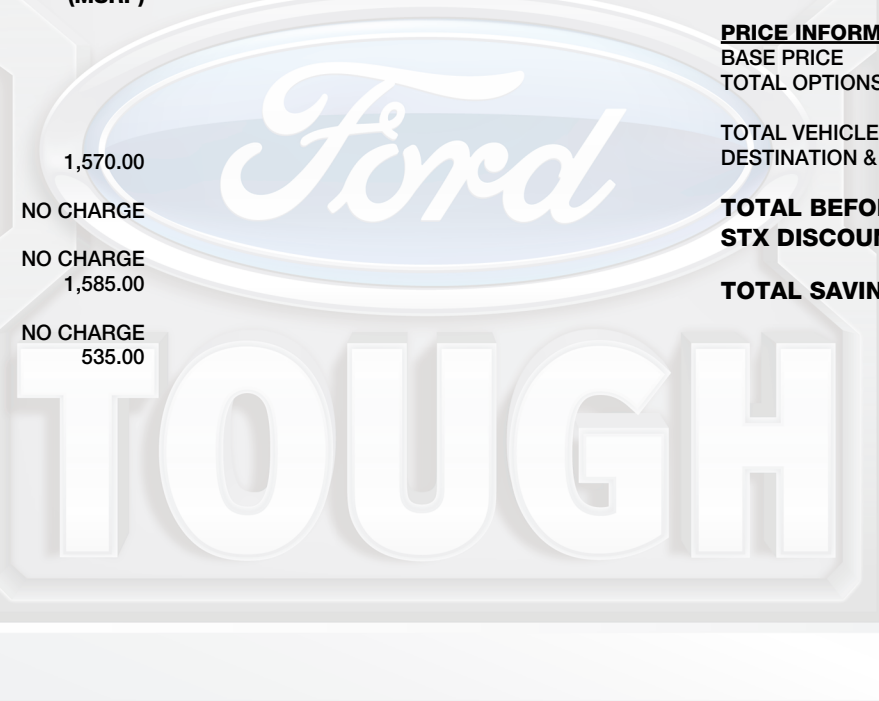 (MSRP)
1,570.00
NO CHARGE
NO CHARGE
1,585.00
NO CHARGE
535.00
PRICE INFORM
BASE PRICE
TOTAL OPTIONS
TOTAL VEHICLE
DESTINATION &
TOTAL BEFO
STX DISCOUN
TOTAL SAVIN
Ford
TOUGH